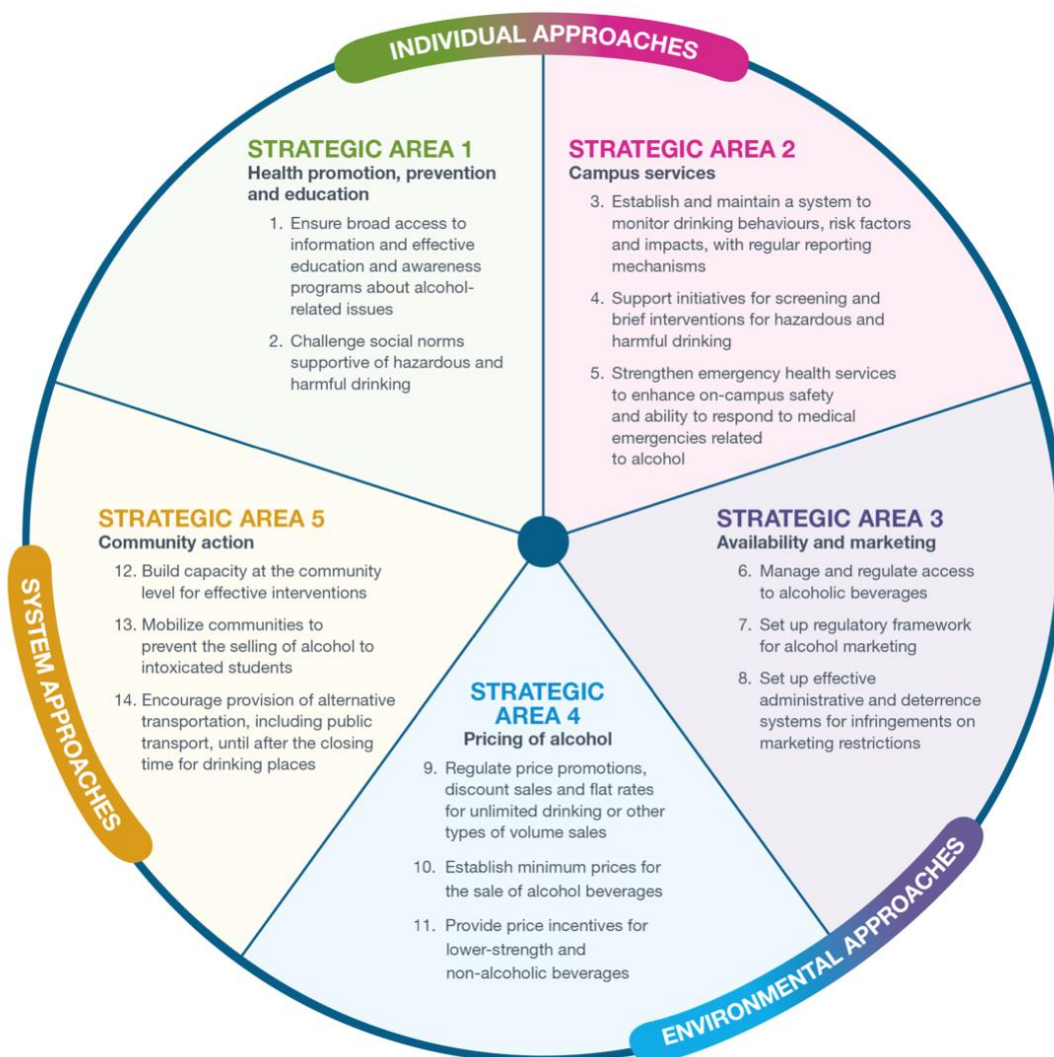 INDIVIDUAL APPROACHES
STRATEGIC AREA 1
Health promotion, prevention
and education
1. Ensure broad access to
information and effective
education and awareness
programs about alcohol-
related issues
2. Challenge social norms
supportive of hazardous and
harmful drinking
STRATEGIC AREA 2
Campus services
3. Establish and maintain a system to
monitor drinking behaviours, risk factors
and impacts, with regular reporting
mechanisms
4. Support initiatives for screening and
brief interventions for hazardous and
harmful drinking
5. Strengthen emergency health services
to enhance on-campus safety
and ability to respond to medical
emergencies related
to alcohol
STRATEGIC AREA 3
Availability and marketing
6. Manage and regulate access
to alcoholic beverages
7. Set up regulatory framework
for alcohol marketing
8. Set up effective
administrative and deterrence
systems for infringements on
marketing restrictions
ENVIRONMENTAL APPROACHES
STRATEGIC
AREA 4
Pricing of alcohol
9. Regulate price promotions,
discount sales and flat rates
for unlimited drinking or other
types of volume sales
10. Establish minimum prices for
the sale of alcohol beverages
11. Provide price incentives for
lower-strength and
non-alcoholic beverages
STRATEGIC AREA 5
Community action
12. Build capacity at the community
level for effective interventions
13. Mobilize communities to
prevent the selling of alcohol to
intoxicated students
14. Encourage provision of alternative
transportation, including public
transport, until after the closing
time for drinking places
SYSTEM APPROACHES